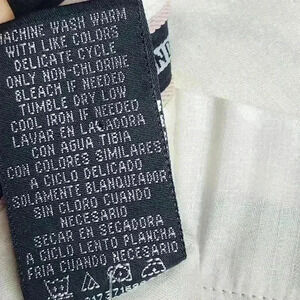 MACHINE WASH WARM
WITH LIKE COLORS
DELICATE CYCLE
ONLY NON-CHLORINE
BLEACH IF NEEDED
TUMBLE DRY LOW
COOL IRON IF NEEDED
LAVAR EN LAVADORA
CON AGUA TIBIA
CON COLORES SIMILARES
A CICLO DELICADO
SOLAMENTE BLANQUEADOR
SIN CLORO CUANDO
NECESARIO
SECAR EN SECADORA
A CICLO LENTO PLANCHA
FRIA CUANDO NECESARIO